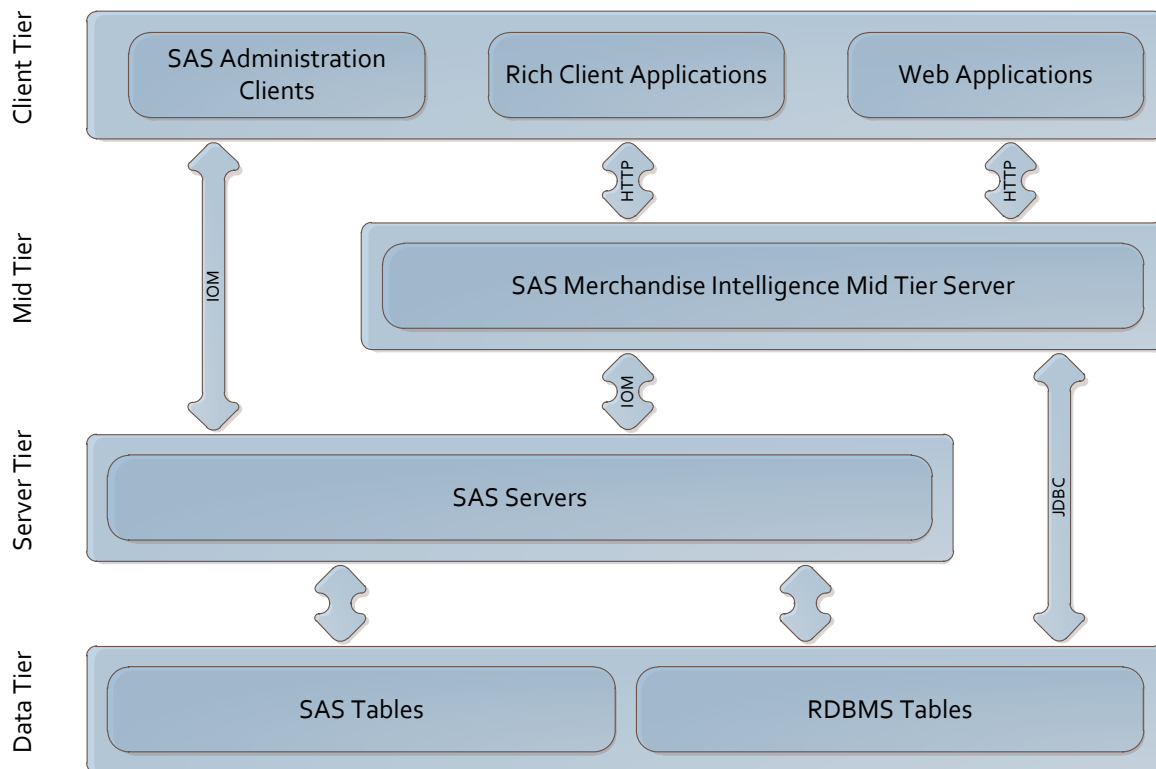 Client Tier
SAS Administration
Clients
Rich Client Applications
Web Applications
HTTP
HTTP
IOM
Mid Tier
SAS Merchandise Intelligence Mid Tier Server
IOM
JDBC
Server Tier
SAS Servers
Data Tier
SAS Tables
RDBMS Tables